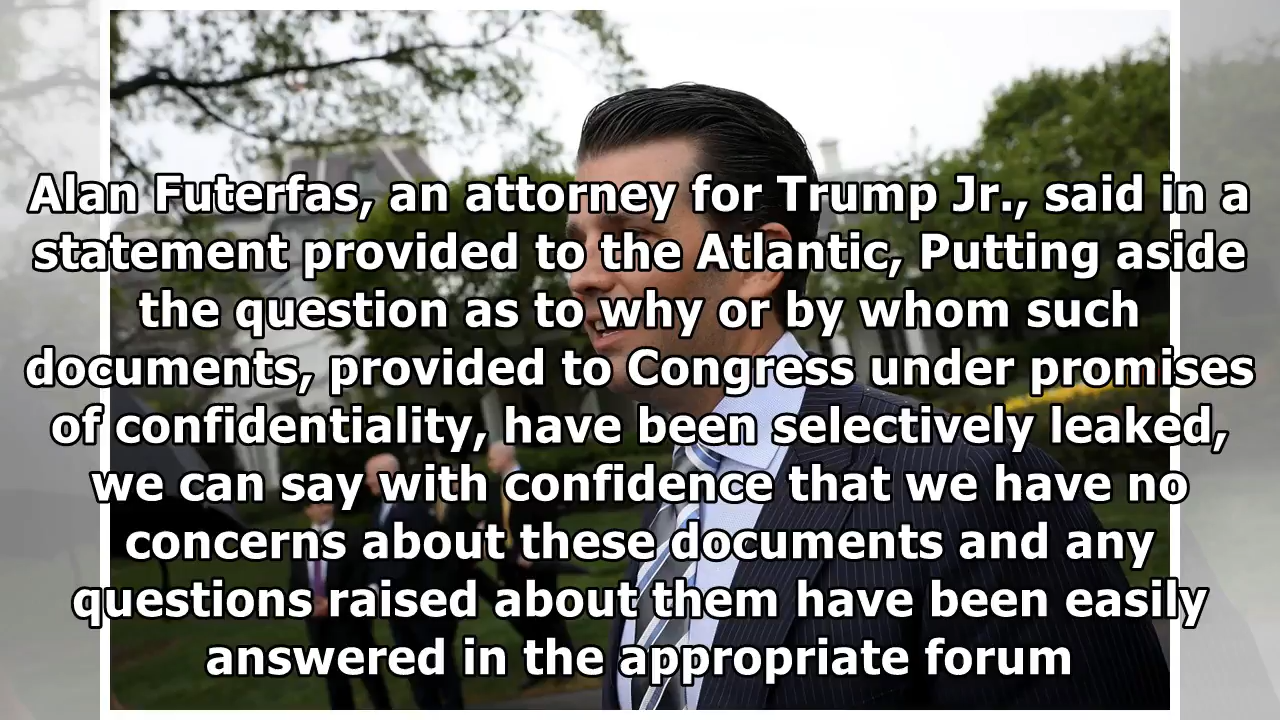 Alan Futerfas, an attorney for Trump Jr., said in a
statement provided to the Atlantic, Putting aside
the question as to why or by whom such
documents, provided to Congress under promises
of confidentiality, have been selectively leaked,
we can say with confidence that we have no
concerns about these documents and any
questions raised about them have been easily
answered in the appropriate forum